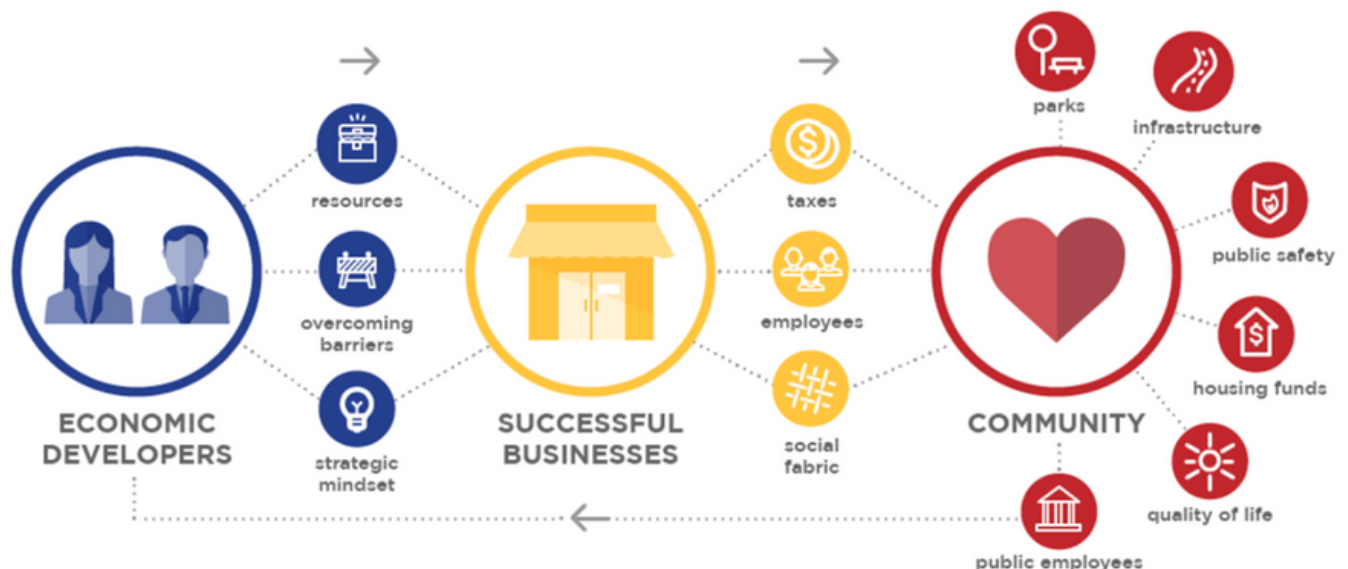 parks
infrastructure
resources
taxes
public safety
overcoming
barriers
employees
housing funds
ECONOMIC
DEVELOPERS
SUCCESSFUL
BUSINESSES
COMMUNITY
strategic
mindset
social
fabric
quality of life
public employees